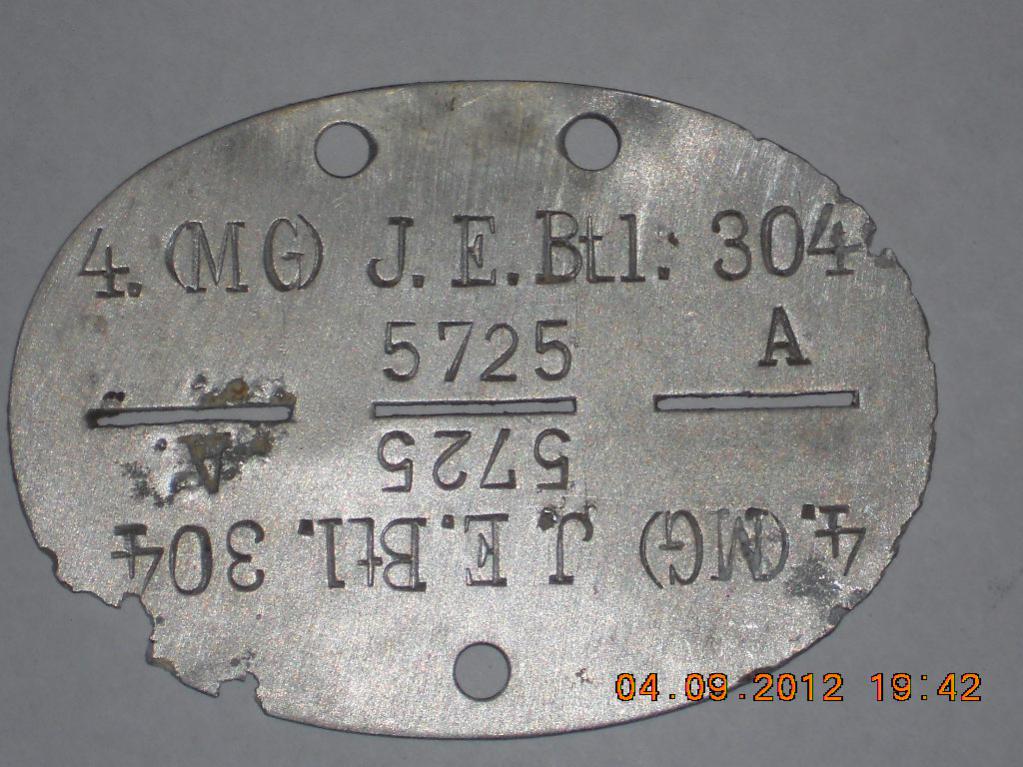 4. (MG) J. E. Btl: 304
5725
A
5725
A
4. (MG) J. E. Btl. 304
04.09.2012 19:42